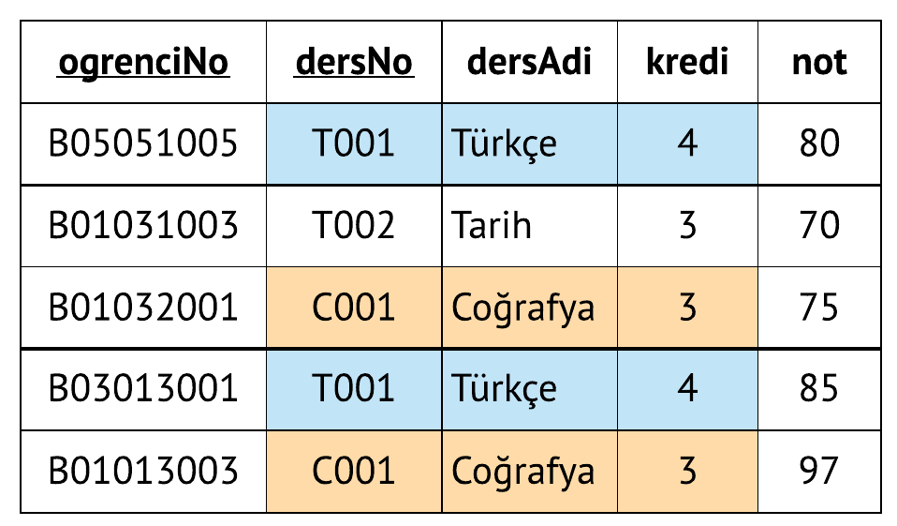 ogrenciNo dersNo dersAdi kredi not
B05051005 T001 Türkçe 4 80
B01031003 T002 Tarih 3 70
B01032001 C001 Coğrafya 3 75
B03013001 T001 Türkçe 4 85
B01013003 C001 Coğrafya 3 97